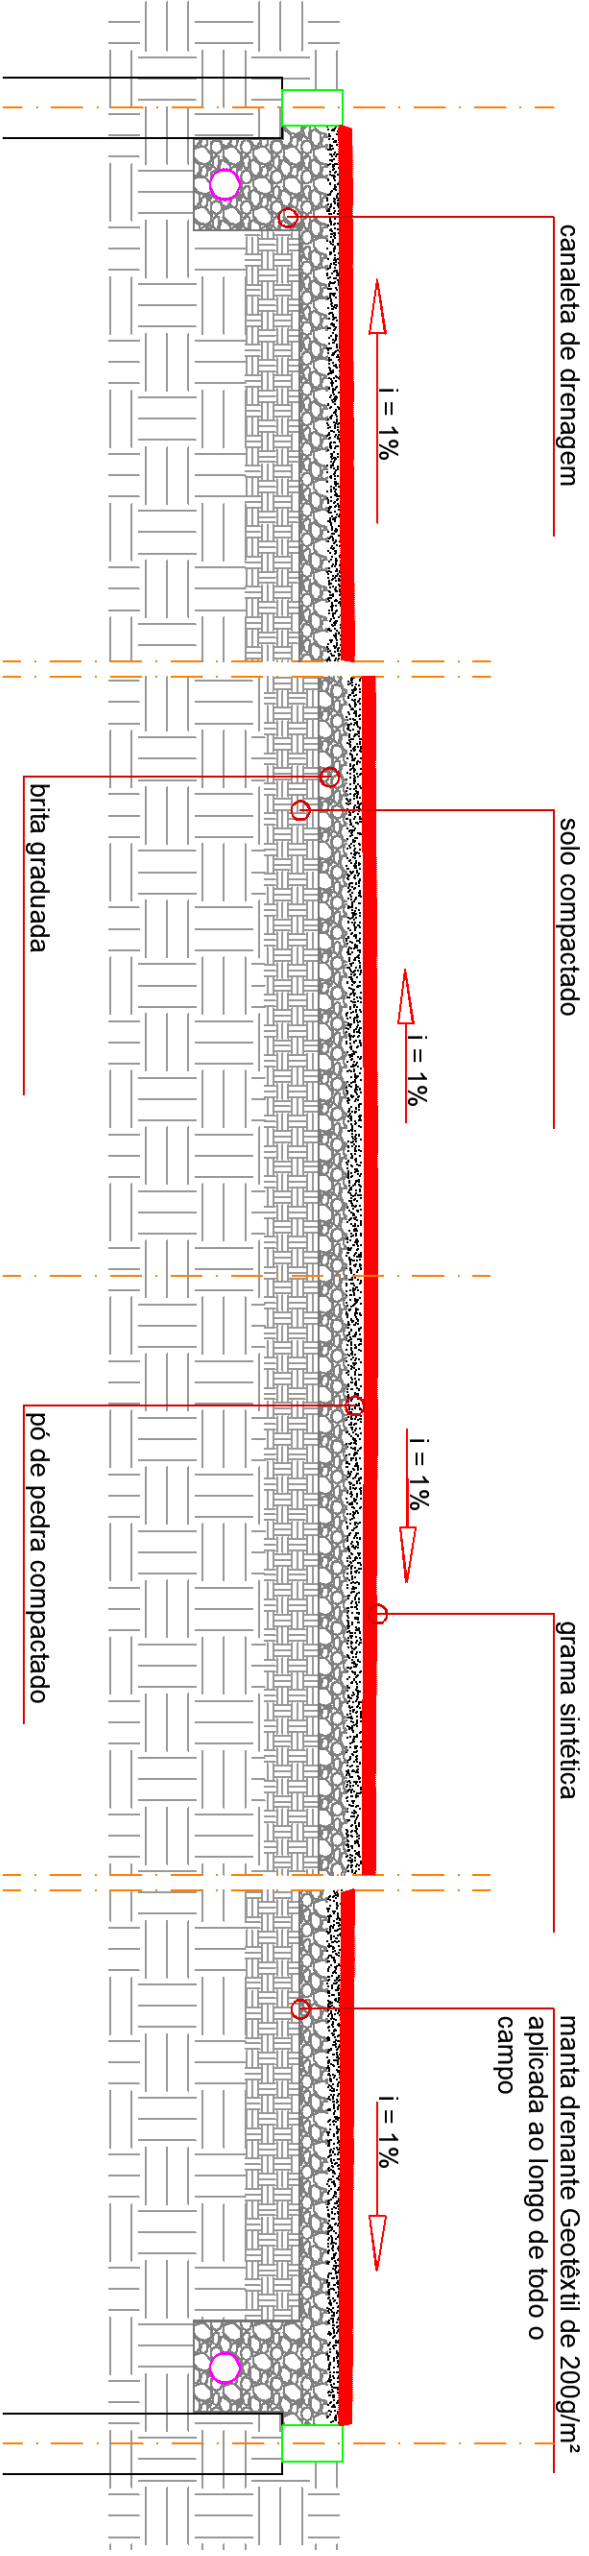 canaleta de drenagem
i = 1%
solo compactado
brita graduada
i = 1%
i = 1%
pó de pedra compactado
grama sintética
manta drenante Geotêxtil de 200g/m²
aplicada ao longo de todo o
campo
i = 1%